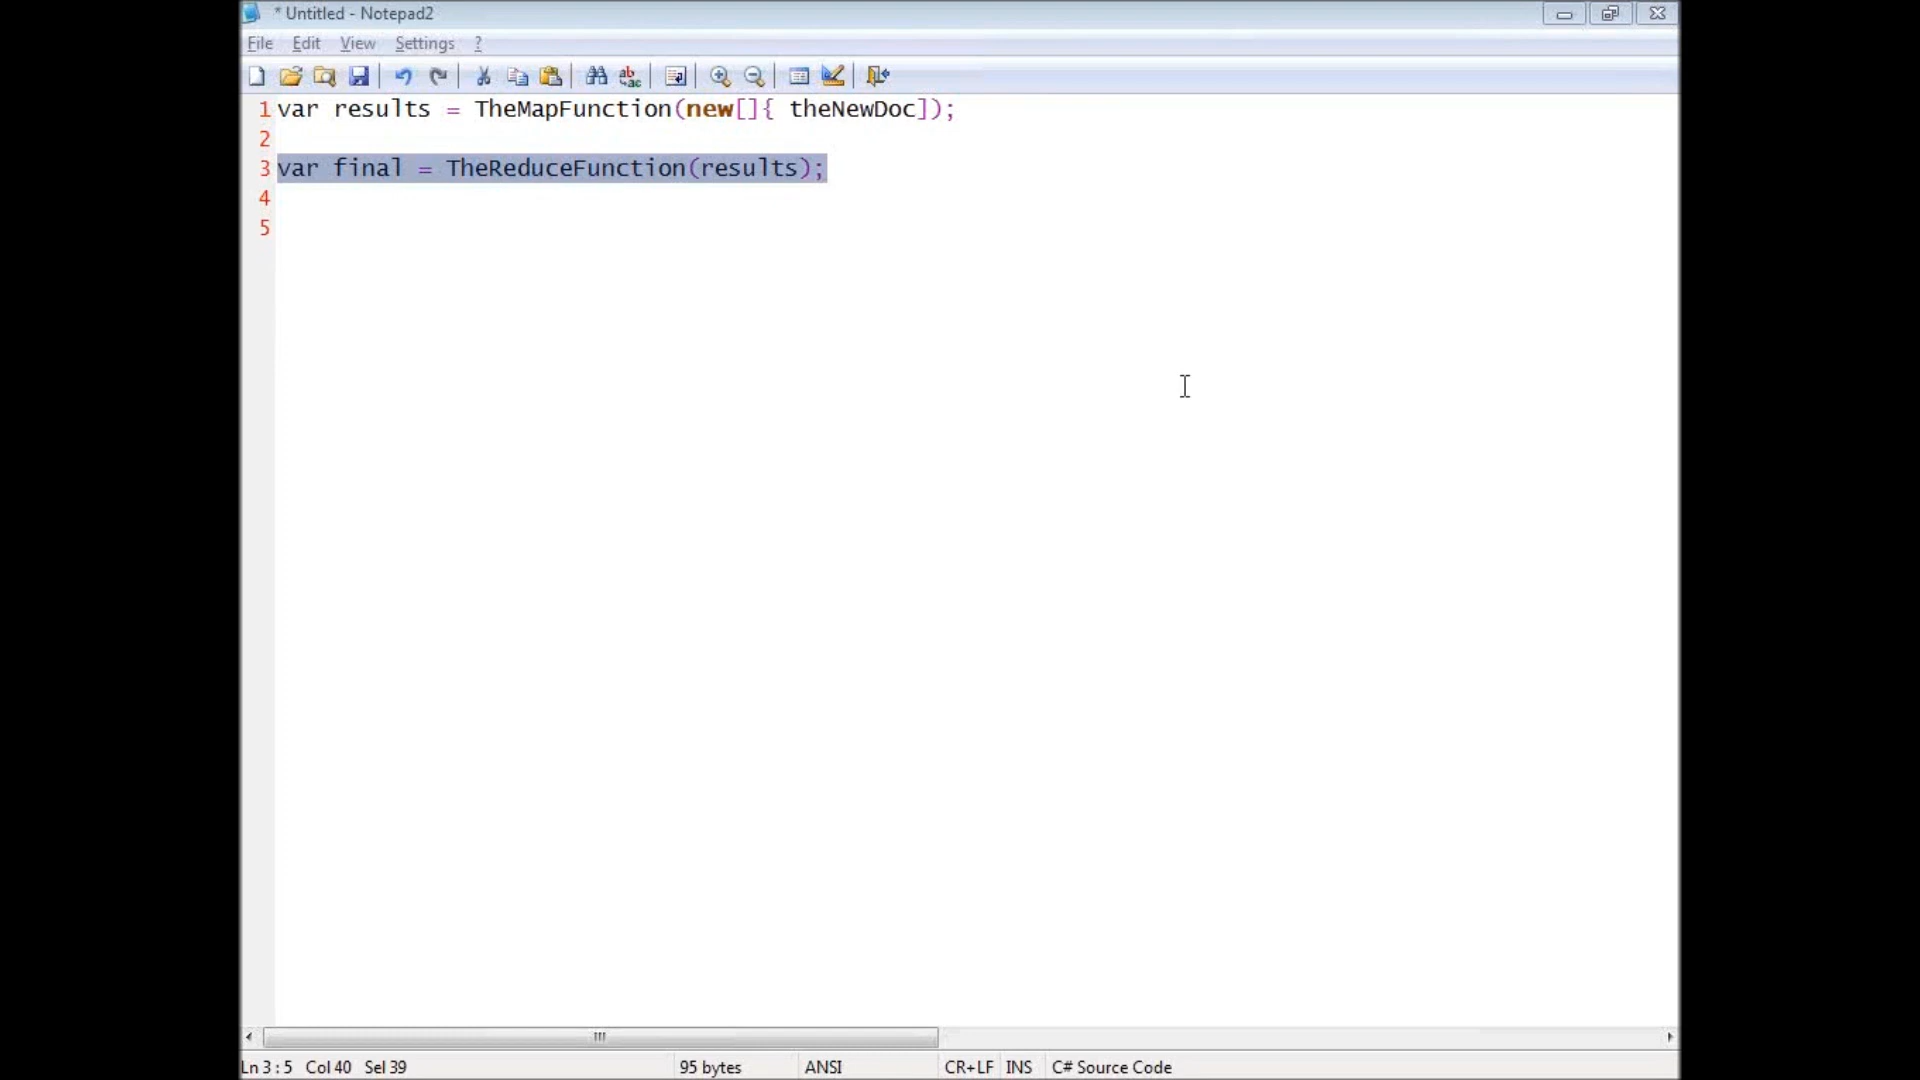 * Untitled - Notepad2
File Edit View Settings ?
1 var results = TheMapFunction(new[]{ theNewDoc]);
2
3 var final = TheReduceFunction(results);
4
5
Ln 3 : 5 Col 40 Sel 39 95 bytes ANSI CR+LF INS C# Source Code